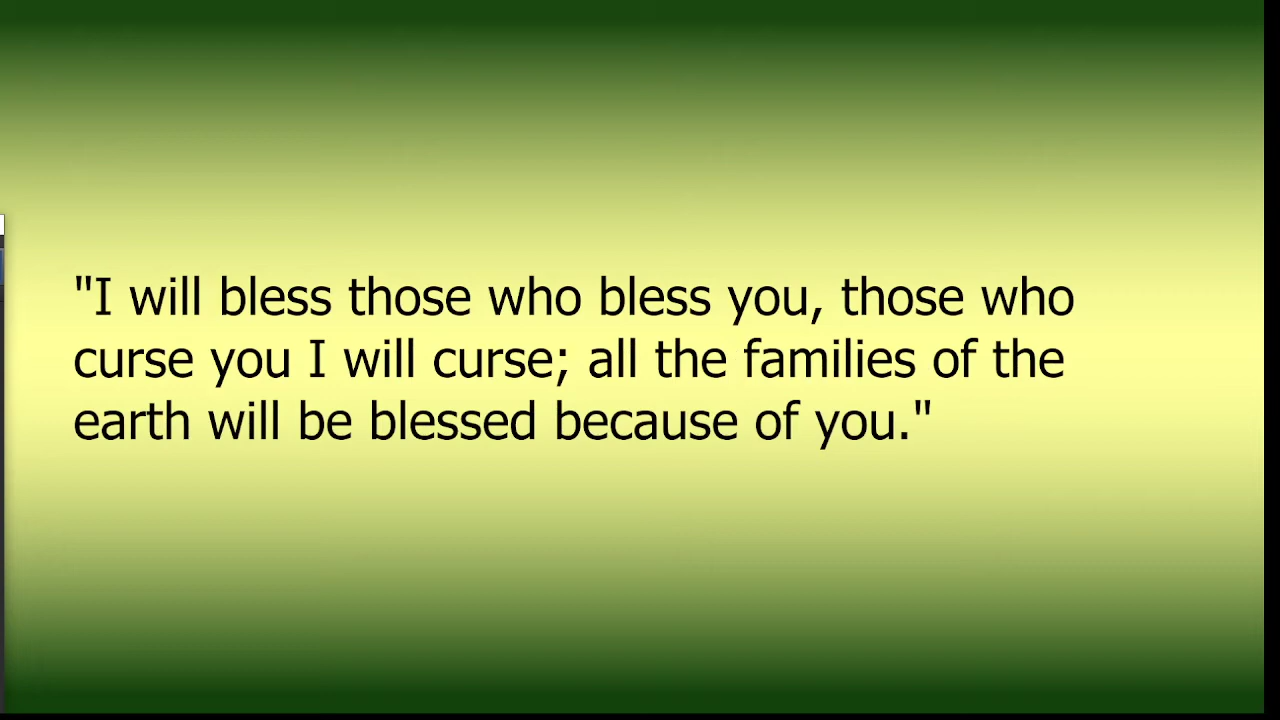 "I will bless those who bless you, those who
curse you I will curse; all the families of the
earth will be blessed because of you."